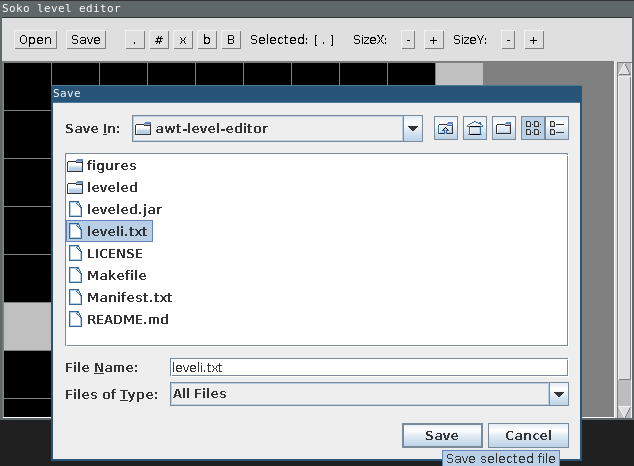 Soko level editor
Open Save . # x b B Selected: [ . ] SizeX: - + SizeY: - +
Save
Save In: awt-level-editor
figures
leveled
leveled.jar
leveli.txt
LICENSE
Makefile
Manifest.txt
README.md
File Name: leveli.txt
Files of Type: All Files
Save Cancel
Save selected file